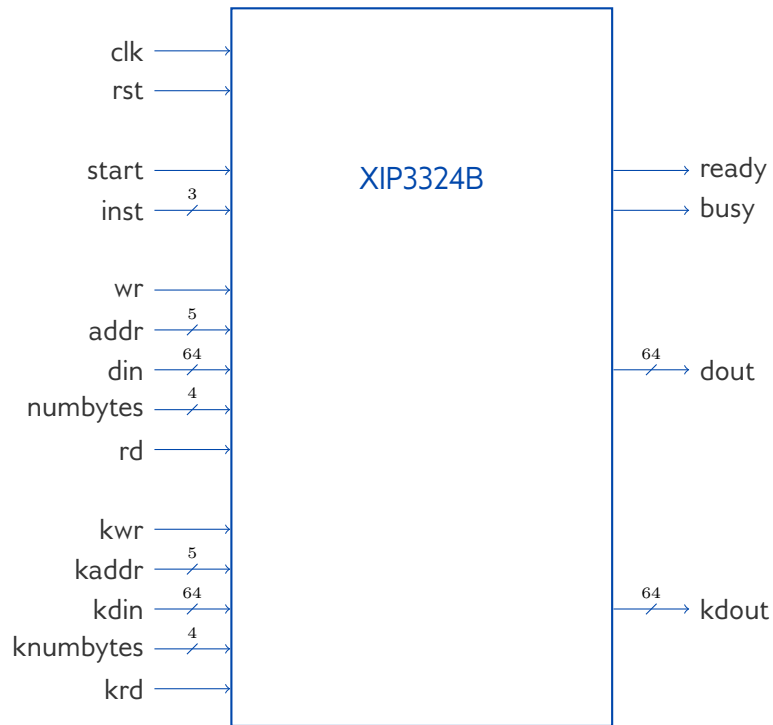 clk
rst
start
XIP3324B
ready
3
inst
busy
wr
5
addr
64
din
64
dout
4
numbytes
rd
kwr
5
kaddr
64
kdin
64
kdout
4
knumbytes
krd